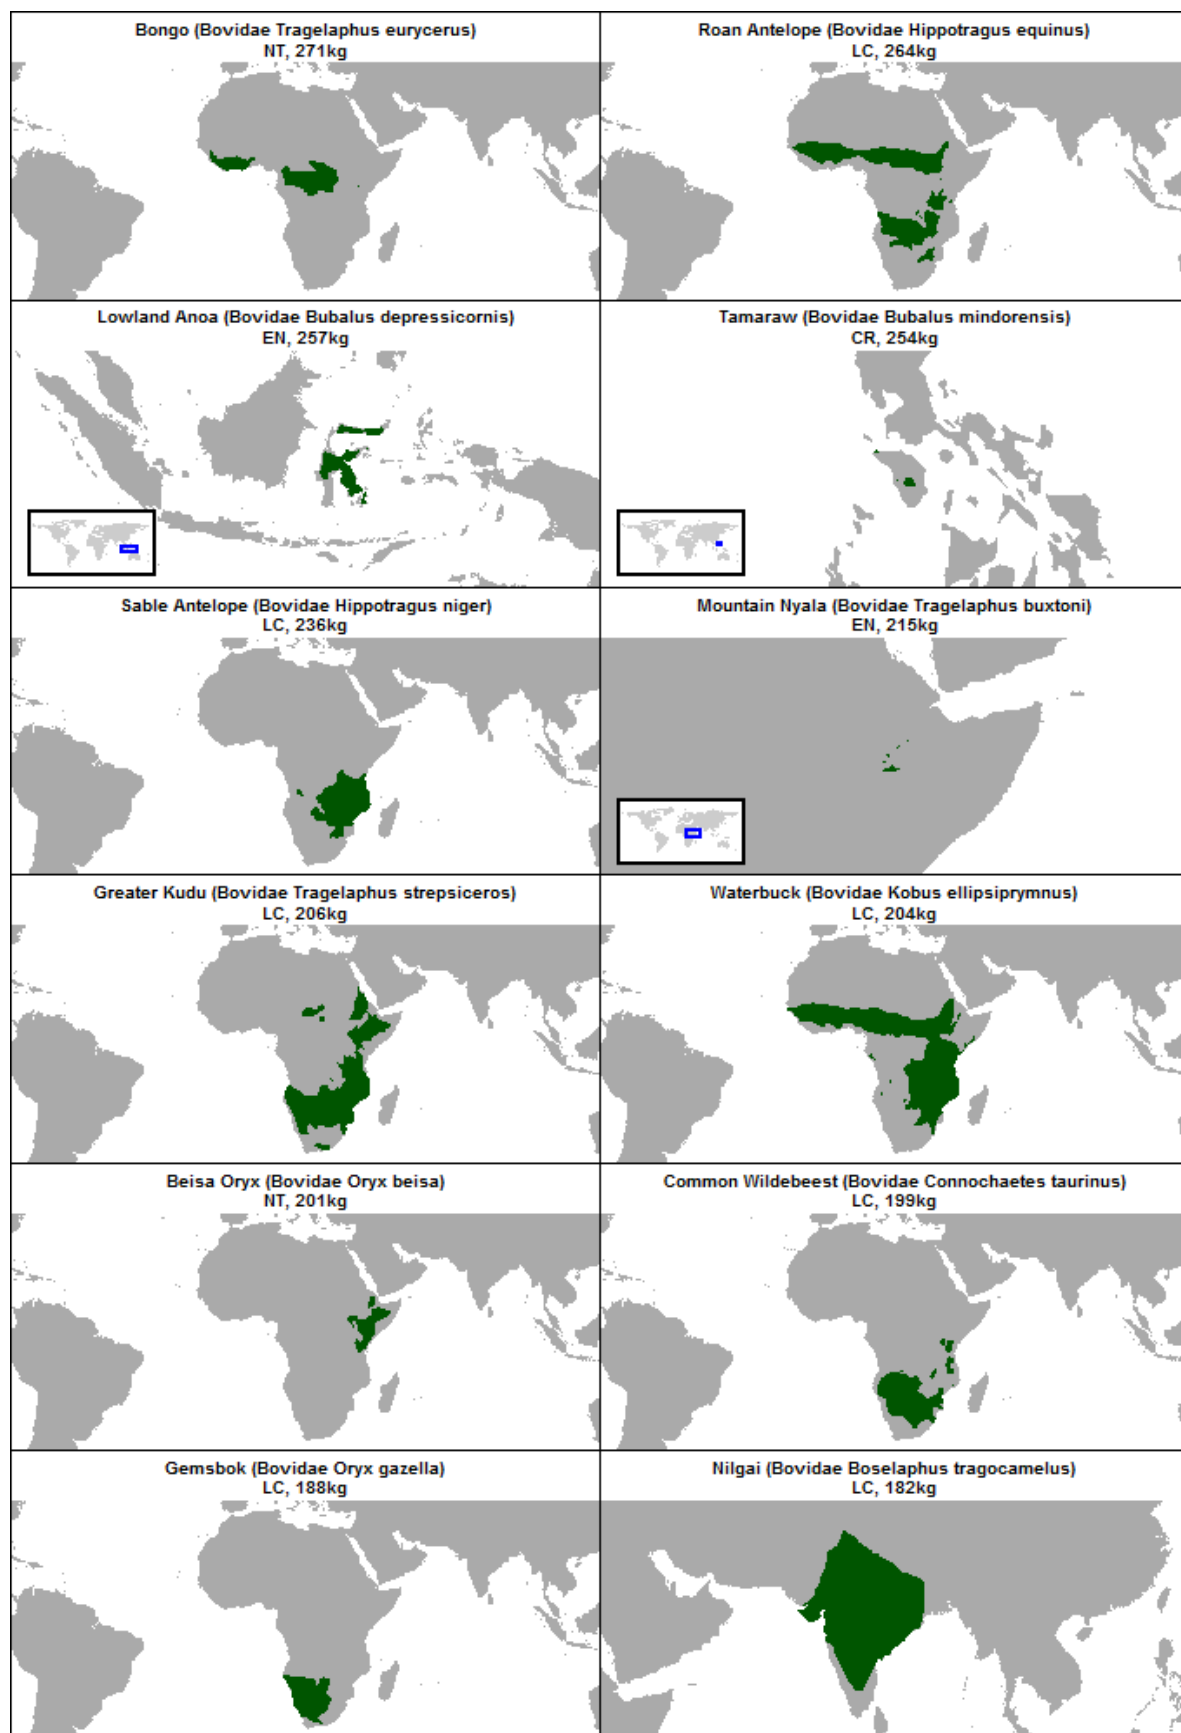 Bongo (Bovidae Tragelaphus eurycerus)
NT, 271kg
Roan Antelope (Bovidae Hippotragus equinus)
LC, 264kg
Lowland Anoa (Bovidae Bubalus depressicornis)
EN, 257kg
Tamaraw (Bovidae Bubalus mindorensis)
CR, 254kg
Sable Antelope (Bovidae Hippotragus niger)
LC, 236kg
Mountain Nyala (Bovidae Tragelaphus buxtoni)
EN, 215kg
Greater Kudu (Bovidae Tragelaphus strepsiceros)
LC, 206kg
Waterbuck (Bovidae Kobus ellipsiprymnus)
LC, 204kg
Beisa Oryx (Bovidae Oryx beisa)
NT, 201kg
Common Wildebeest (Bovidae Connochaetes taurinus)
LC, 199kg
Gemsbok (Bovidae Oryx gazella)
LC, 188kg
Nilgai (Bovidae Boselaphus tragocamelus)
LC, 182kg